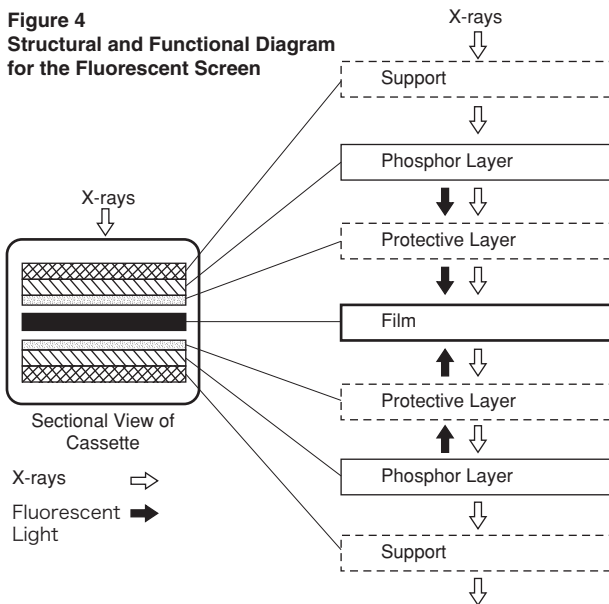 Figure 4
Structural and Functional Diagram
for the Fluorescent Screen
X-rays
Support
Phosphor Layer
X-rays
Protective Layer
Film
Protective Layer
Sectional View of
Cassette
Phosphor Layer
X-rays
Fluorescent
Light
Support